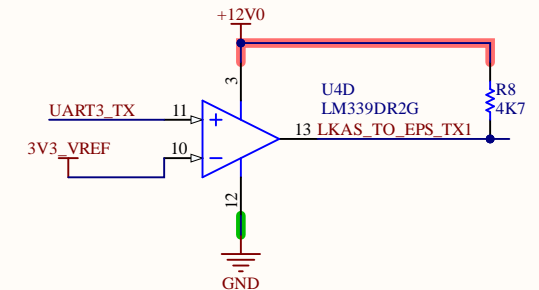 +12V0
3
U4D
LM339DR2G
R8
4K7
UART3_TX
11
+
13
LKAS_TO_EPS_TX1
3V3_VREF
10
−
12
GND